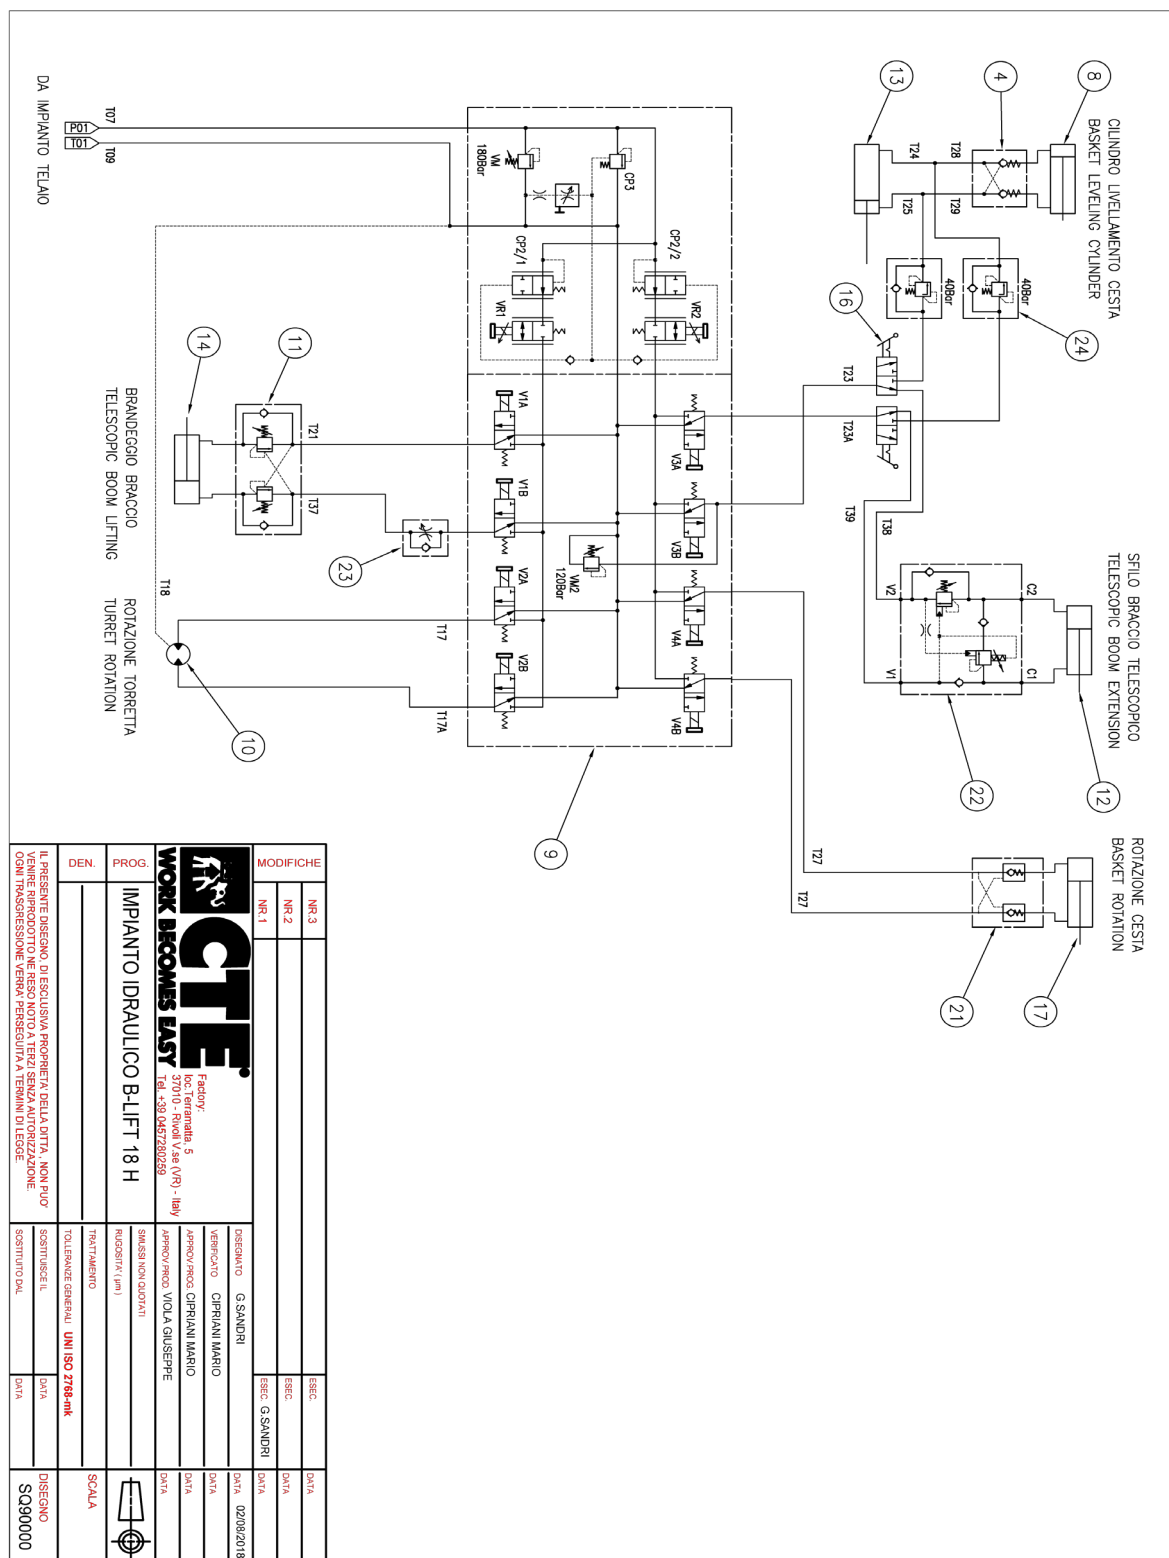 8
CILINDRO LIVELLAMENTO CESTA
BASKET LEVELING CYLINDER
4
13
T28
T29
T24
T25
40Bar
40Bar
24
16
T23
T23A
T38
T39
SFILO BRACCIO TELESCOPICO
TELESCOPIC BOOM EXTENSION
V2
V1
C2
C1
22
12
ROTAZIONE CESTA
BASKET ROTATION
T27
T27
21
17
DA IMPIANTO TELAIO
P01
T01
T07
T09
VM
180Bar
CP3
CP2/1
CP2/2
VR1
VR2
V1A
V1B
V2A
V2B
V3A
V3B
V4A
V4B
VM2
120Bar
9
14
11
BRANDEGGIO BRACCIO
TELESCOPIC BOOM LIFTING
T21
T37
23
T18
T17
T17A
ROTAZIONE TORRETTA
TURRET ROTATION
10
MODIFICHE
NR.3
ESEC.
DATA
NR.2
ESEC.
DATA
NR.1
ESEC. G.SANDRI
DATA
CTE®
WORK BECOMES EASY
Factory:
loc.Terramatta, 5
37010 - Rivoli V.se (VR) - Italy
Tel. +39 0457280259
DISEGNATO G.SANDRI
DATA 02/08/2018
VERIFICATO CIPRIANI MARIO
DATA
APPROV.PROG. CIPRIANI MARIO
DATA
APPROV.PROD. VIOLA GIUSEPPE
DATA
PROG.
IMPIANTO IDRAULICO B-LIFT 18 H
SMUSSI NON QUOTATI
RUGOSITA' ( µm )
DEN.
TRATTAMENTO
TOLLERANZE GENERALI UNI ISO 2768-mk
SCALA
IL PRESENTE DISEGNO, DI ESCLUSIVA PROPRIETA' DELLA DITTA , NON PUO'
VENIRE RIPRODOTTO NE RESO NOTO A TERZI SENZA AUTORIZZAZIONE.
OGNI TRASGRESSIONE VERRA' PERSEGUITA A TERMINI DI LEGGE.
SOSTITUISCE IL
DATA
SOSTITUITO DAL
DATA
DISEGNO
SQ90000